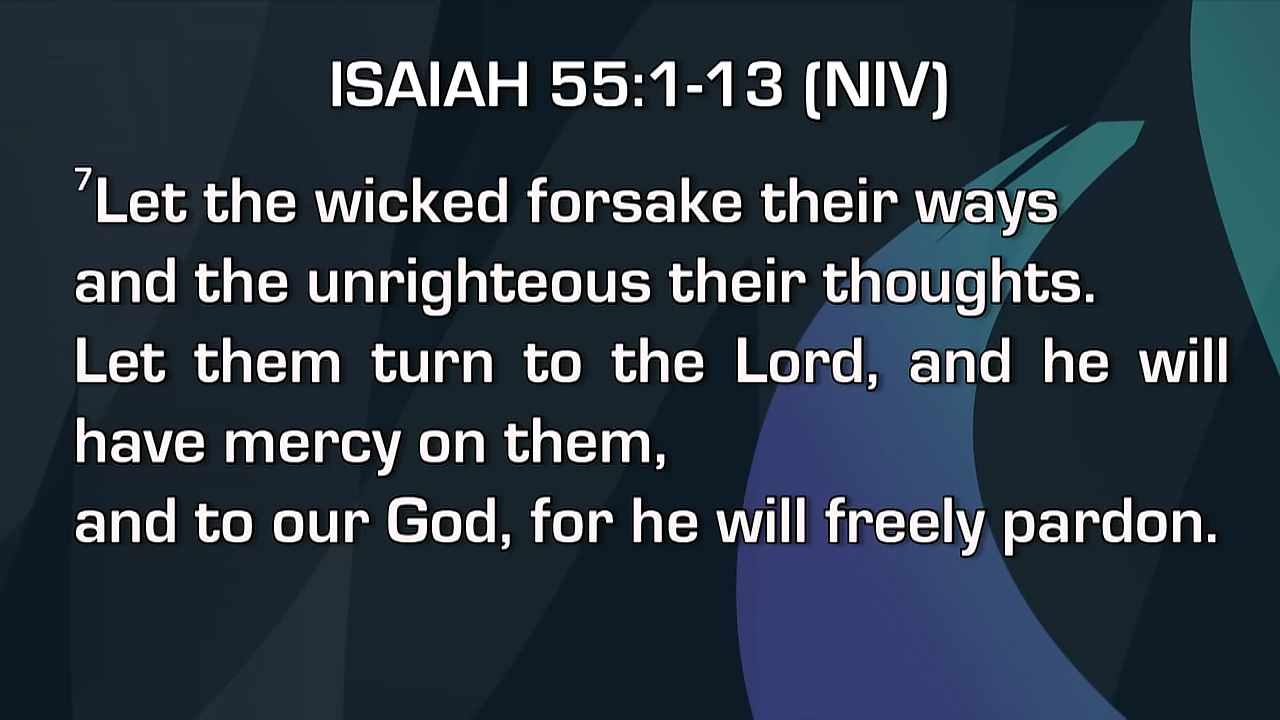 ISAIAH 55:1-13 (NIV)
⁷Let the wicked forsake their ways
and the unrighteous their thoughts.
Let them turn to the Lord, and he will
have mercy on them,
and to our God, for he will freely pardon.